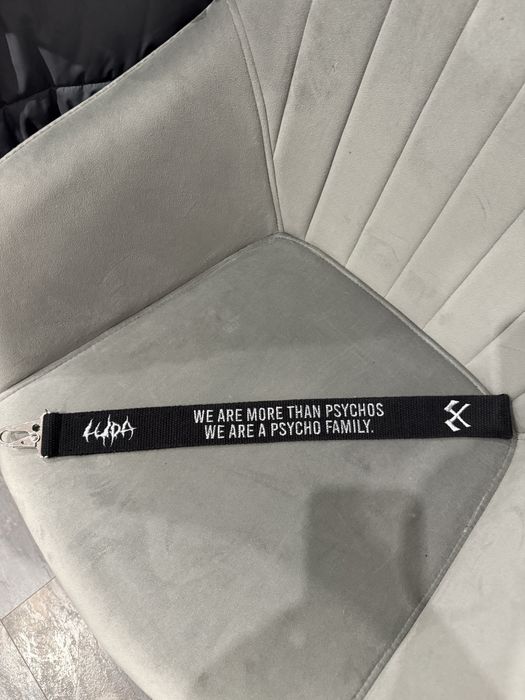 WE ARE MORE THAN PSYCHOS
WE ARE A PSYCHO FAMILY.